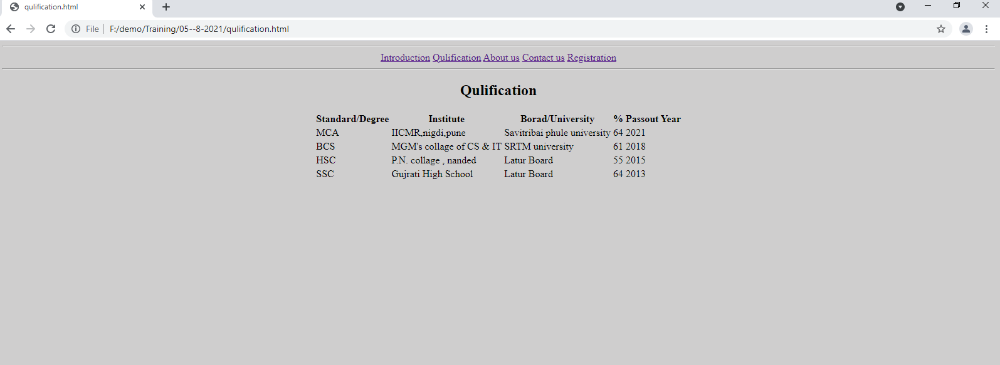 qulification.html
File F:/demo/Training/05--8-2021/qulification.html
Introduction Qulification About us Contact us Registration
Qulification
Standard/Degree Institute Borad/University % Passout Year
MCA IICMR,nigdi,pune Savitribai phule university 64 2021
BCS MGM's collage of CS & IT SRTM university 61 2018
HSC P.N. collage , nanded Latur Board 55 2015
SSC Gujrati High School Latur Board 64 2013